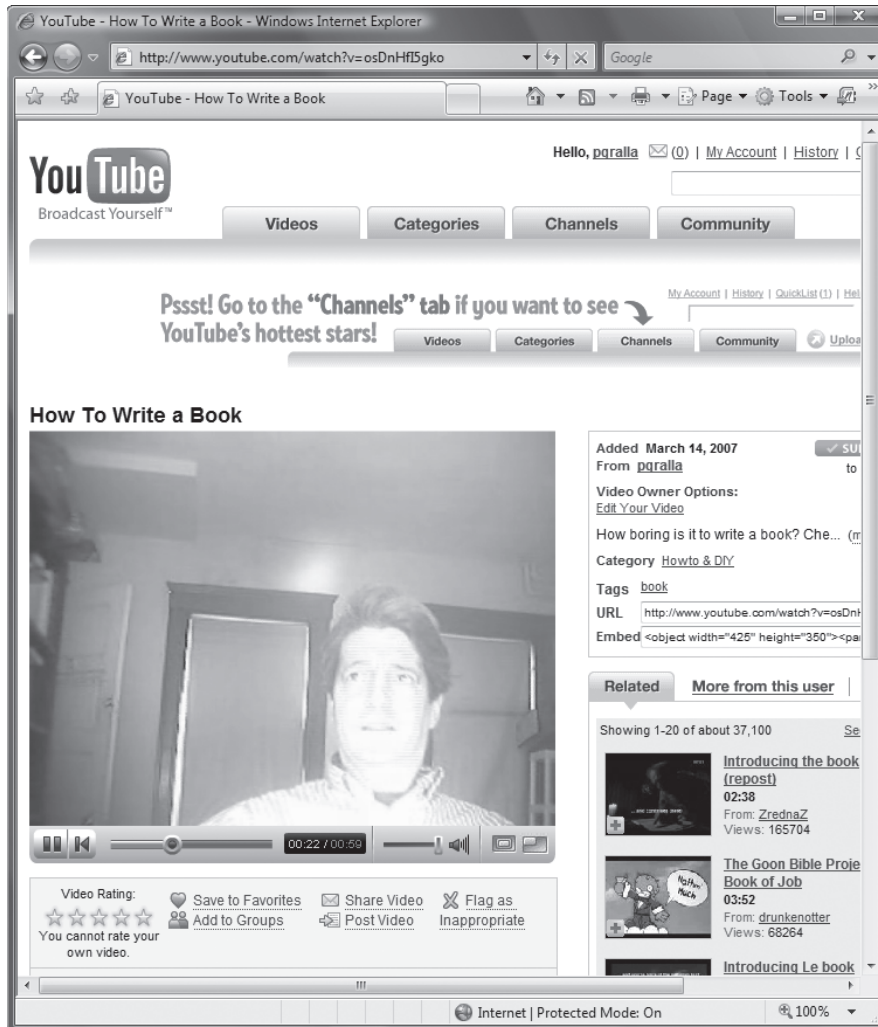 YouTube - How To Write a Book - Windows Internet Explorer
http://www.youtube.com/watch?v=osDnHfI5gko
Google
YouTube - How To Write a Book
Page
Tools
Hello, pgralla (0) | My Account | History |
YouTube
Broadcast Yourself™
Videos Categories Channels Community
Pssst! Go to the “Channels” tab if you want to see
YouTube’s hottest stars!
My Account | History | QuickList (1) | Hel
Videos Categories Channels Community Uploa
How To Write a Book
Added March 14, 2007
SU
From pgralla
to
Video Owner Options:
Edit Your Video
How boring is it to write a book? Che... (m
Category Howto & DIY
Tags book
URL http://www.youtube.com/watch?v=osDnH
Embed <object width="425" height="350"><pa
Related More from this user
Showing 1-20 of about 37,100 Se
Introducing the book
(repost)
02:38
From: ZrednaZ
Views: 165704
The Goon Bible Proje
Book of Job
03:52
From: drunkenotter
Views: 68264
Nothin'
Much
Introducing Le book
00:22 / 00:59
Video Rating:
You cannot rate your
own video.
Save to Favorites Share Video Flag as
Add to Groups Post Video Inappropriate
Internet | Protected Mode: On
100%